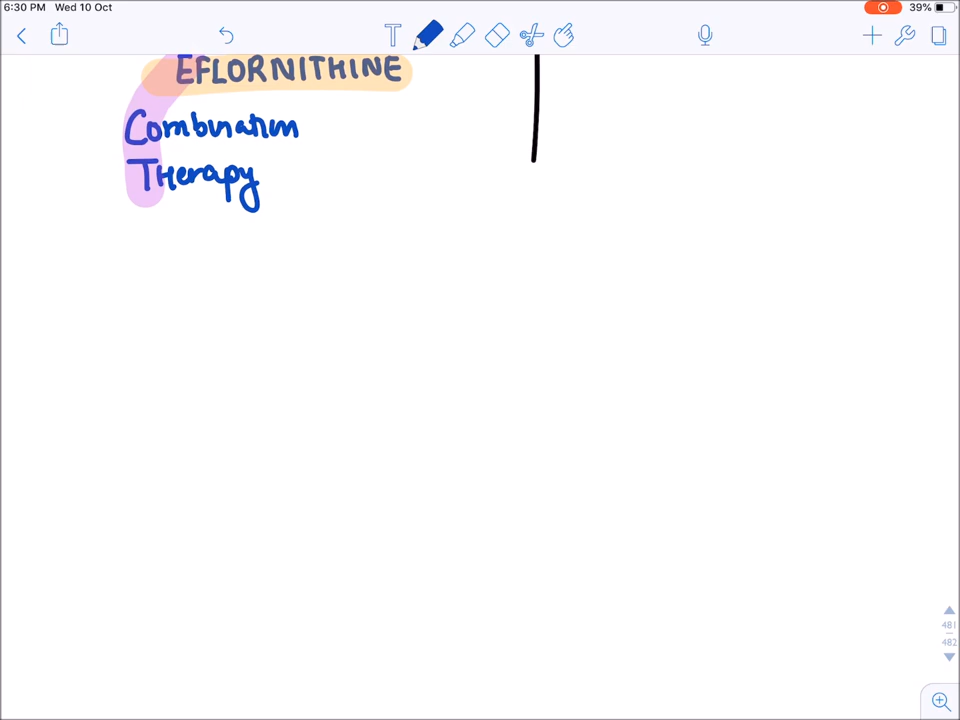 6:30 PM Wed 10 Oct 39%
T
EFLORNITHINE
Combination
THerapy
481
482